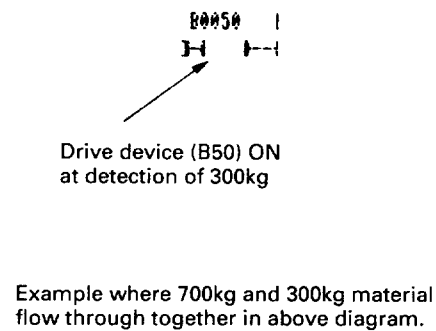 B0050
Drive device (B50) ON
at detection of 300kg
Example where 700kg and 300kg material
flow through together in above diagram.